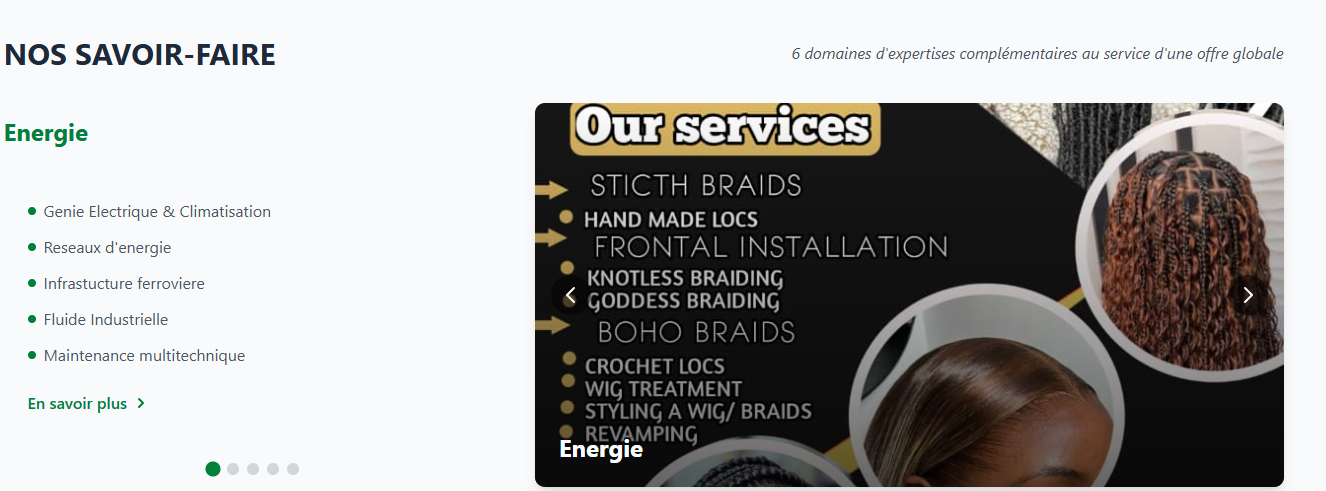 NOS SAVOIR-FAIRE
6 domaines d'expertises complémentaires au service d'une offre globale
Energie
Genie Electrique & Climatisation
Reseaux d'energie
Infrastucture ferroviere
Fluide Industrielle
Maintenance multitechnique
En savoir plus
Our services
STICTH BRAIDS
HAND MADE LOCS
FRONTAL INSTALLATION
KNOTLESS BRAIDING
GODDESS BRAIDING
BOHO BRAIDS
CROCHET LOCS
WIG TREATMENT
STYLING A WIG/ BRAIDS
REVAMPING
Energie